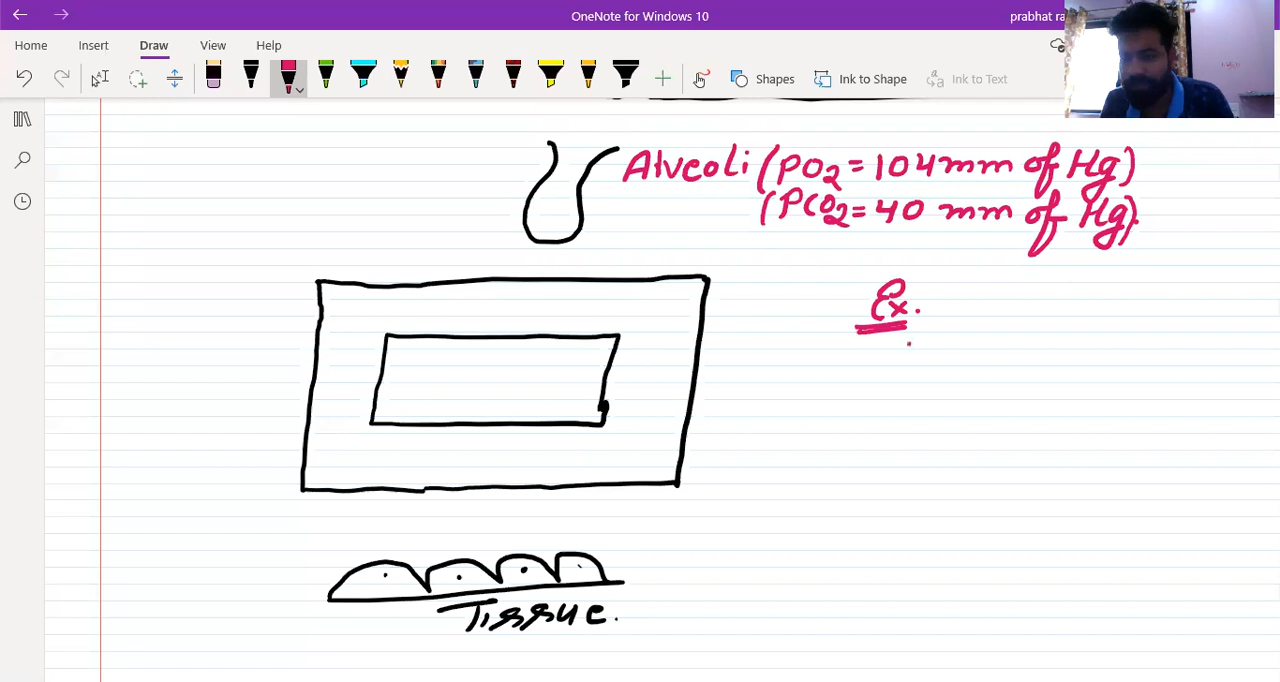 OneNote for Windows 10
prabhat ra
Home Insert Draw View Help
Shapes Ink to Shape Ink to Text
Alveoli (PO2 = 104 mm of Hg)
(PCO2 = 40 mm of Hg).
Ex.
Tissue.